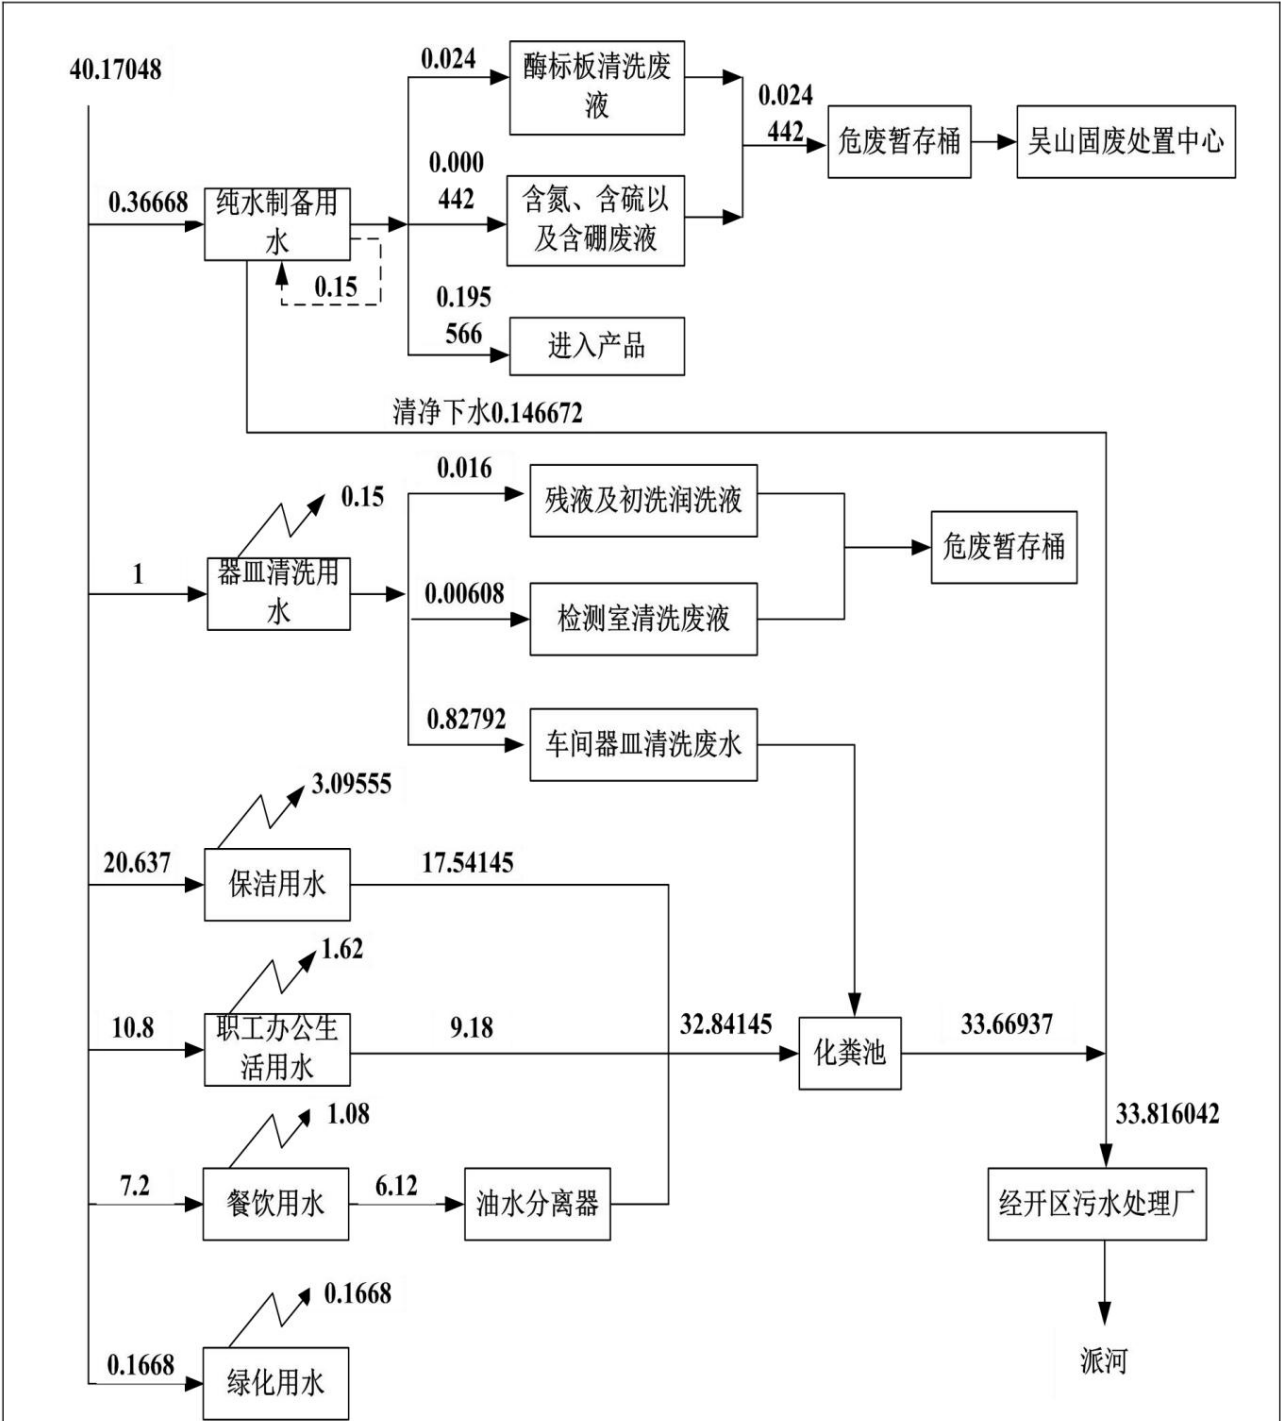 40.17048
0.024
酶标板清洗废
液
0.024
442
危废暂存桶
吴山固废处置中心
0.36668
纯水制备用
水
0.000
442
含氮、含硫以
及含硼废液
0.15
0.195
566
进入产品
清净下水0.146672
0.016
残液及初洗润洗液
0.15
危废暂存桶
1
器皿清洗用
水
0.00608
检测室清洗废液
0.82792
车间器皿清洗废水
3.09555
20.637
保洁用水
17.54145
1.62
10.8
职工办公生
活用水
9.18
32.84145
化粪池
33.66937
1.08
33.816042
7.2
餐饮用水
6.12
油水分离器
经开区污水处理厂
0.1668
0.1668
绿化用水
派河